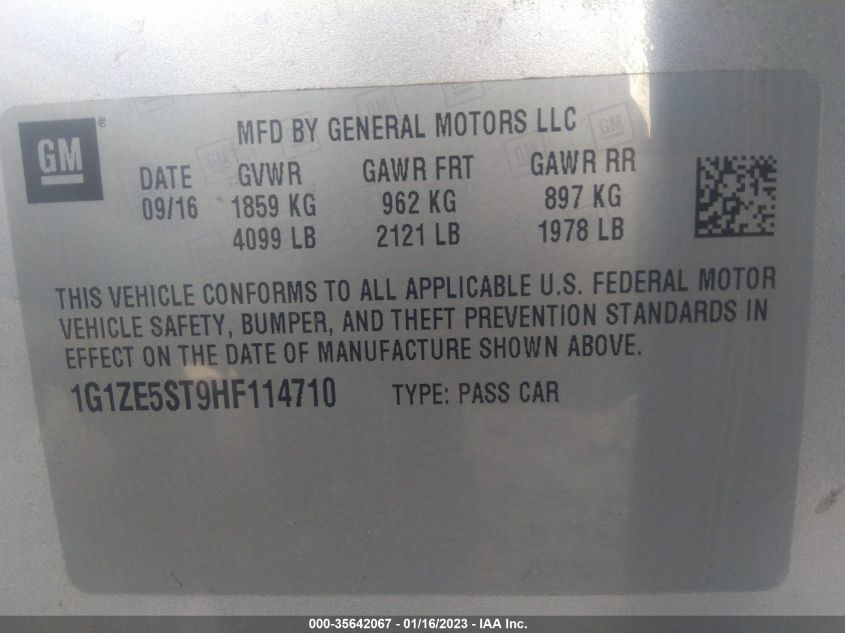 GM ®
MFD BY GENERAL MOTORS LLC
DATE GVWR GAWR FRT GAWR RR
09/16 1859 KG 962 KG 897 KG
4099 LB 2121 LB 1978 LB
THIS VEHICLE CONFORMS TO ALL APPLICABLE U.S. FEDERAL MOTOR
VEHICLE SAFETY, BUMPER, AND THEFT PREVENTION STANDARDS IN
EFFECT ON THE DATE OF MANUFACTURE SHOWN ABOVE.
1G1ZE5ST9HF114710 TYPE: PASS CAR
000-35642067 - 01/16/2023 - IAA Inc.